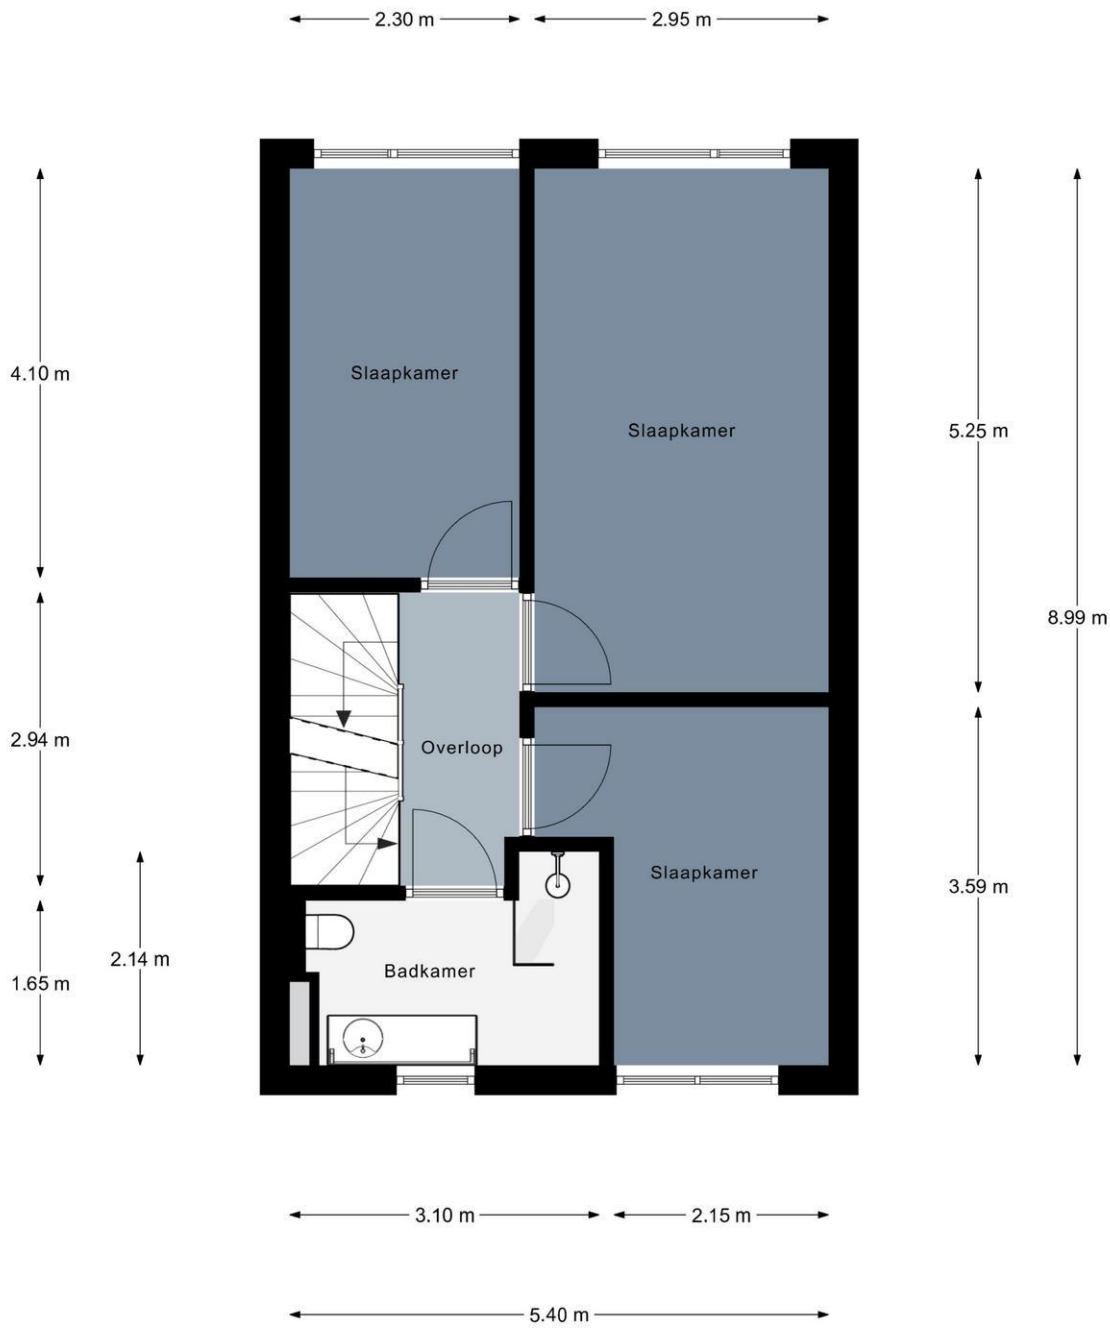 2.30 m
2.95 m
4.10 m
Slaapkamer
Slaapkamer
5.25 m
8.99 m
2.94 m
Overloop
Slaapkamer
3.59 m
2.14 m
1.65 m
Badkamer
3.10 m
2.15 m
5.40 m